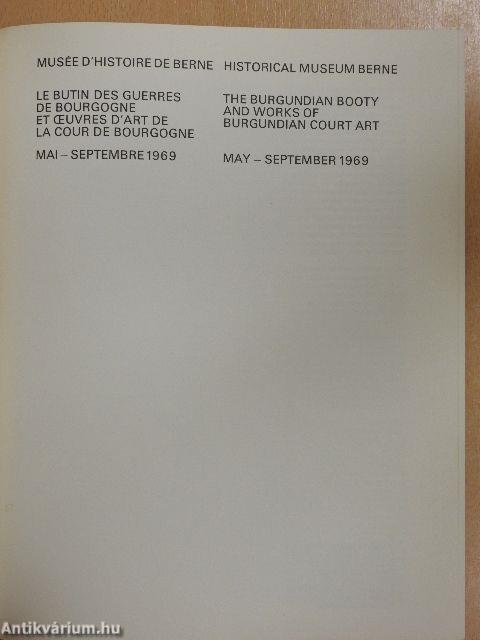 MUSÉE D'HISTOIRE DE BERNE
LE BUTIN DES GUERRES
DE BOURGOGNE
ET ŒUVRES D'ART DE
LA COUR DE BOURGOGNE
MAI – SEPTEMBRE 1969
HISTORICAL MUSEUM BERNE
THE BURGUNDIAN BOOTY
AND WORKS OF
BURGUNDIAN COURT ART
MAY – SEPTEMBER 1969
Antikvárium.hu